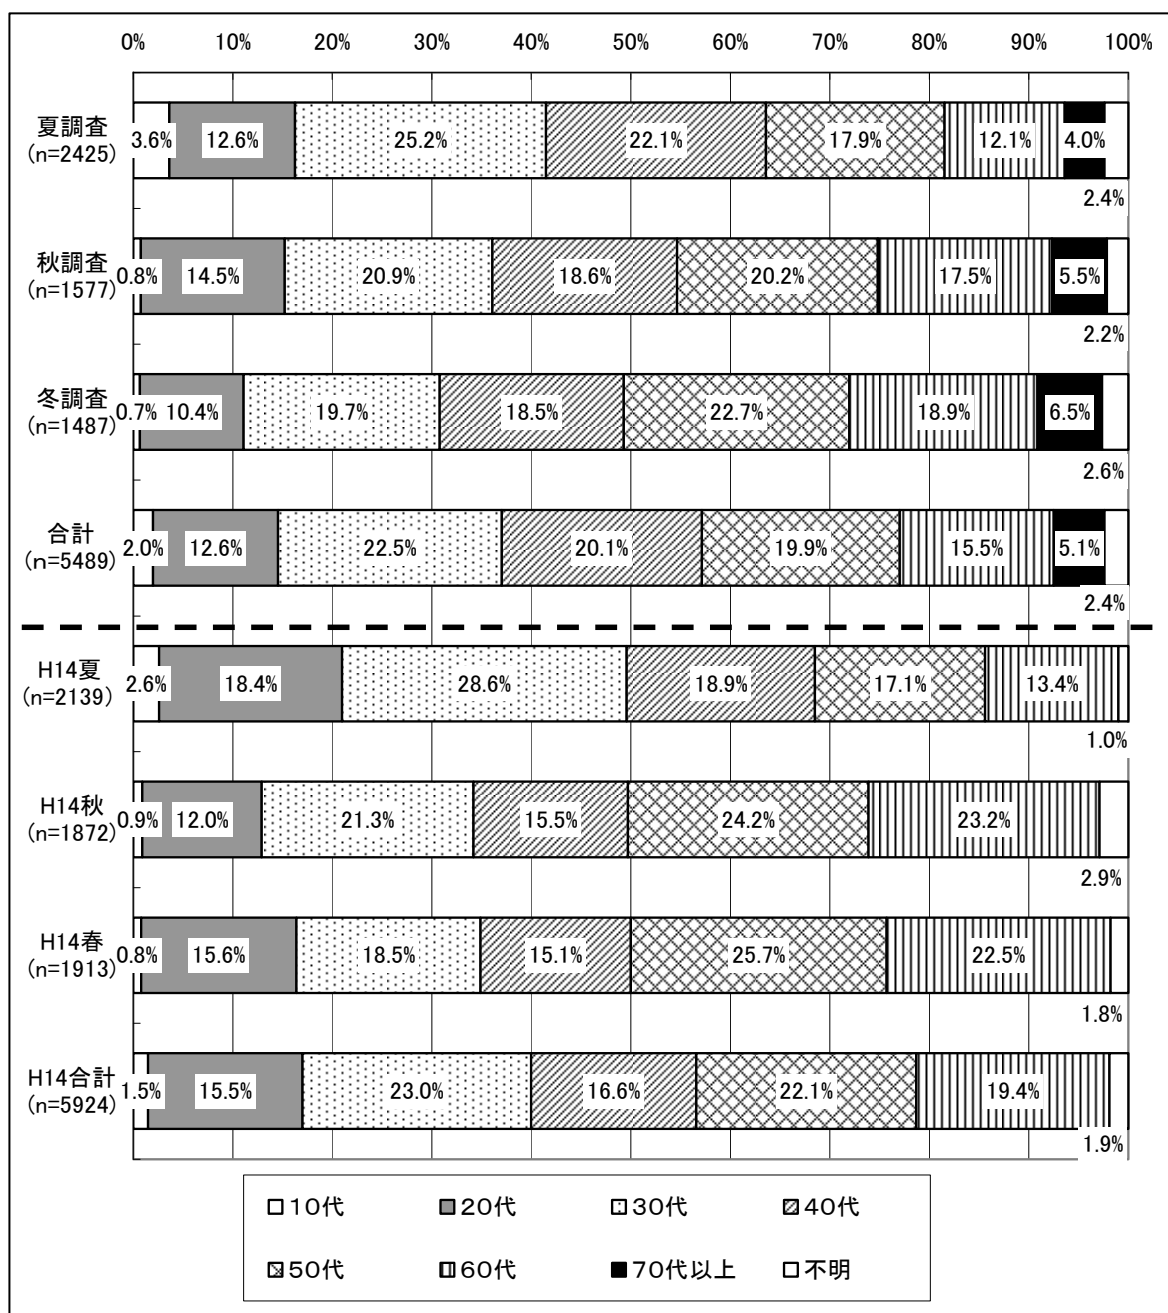 0% 10% 20% 30% 40% 50% 60% 70% 80% 90% 100%
夏調査
(n=2425)
3.6% 12.6% 25.2% 22.1% 17.9% 12.1% 4.0%
2.4%
秋調査
(n=1577)
0.8% 14.5% 20.9% 18.6% 20.2% 17.5% 5.5%
2.2%
冬調査
(n=1487)
0.7% 10.4% 19.7% 18.5% 22.7% 18.9% 6.5%
2.6%
合計
(n=5489)
2.0% 12.6% 22.5% 20.1% 19.9% 15.5% 5.1%
2.4%
H14夏
(n=2139)
2.6% 18.4% 28.6% 18.9% 17.1% 13.4%
1.0%
H14秋
(n=1872)
0.9% 12.0% 21.3% 15.5% 24.2% 23.2%
2.9%
H14春
(n=1913)
0.8% 15.6% 18.5% 15.1% 25.7% 22.5%
1.8%
H14合計
(n=5924)
1.5% 15.5% 23.0% 16.6% 22.1% 19.4%
1.9%
10代 20代 30代 40代
50代 60代 70代以上 不明